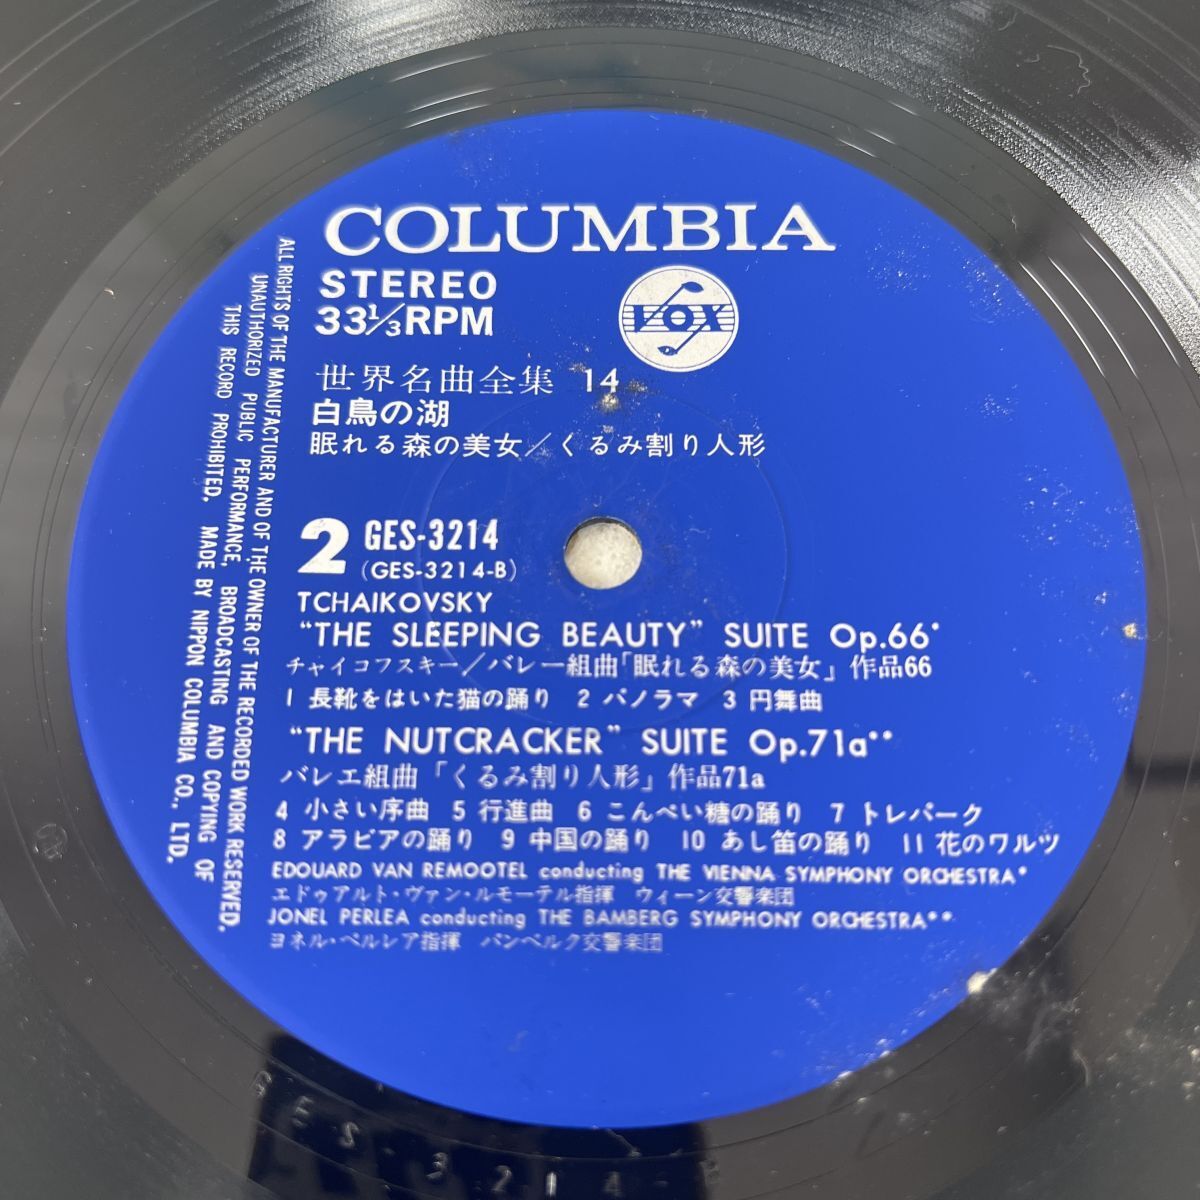 COLUMBIA
STEREO
33⅓RPM
VOX
世界名曲全集 14
白鳥の湖
眠れる森の美女/くるみ割り人形
2 GES-3214
(GES-3214-B)
TCHAIKOVSKY
"THE SLEEPING BEAUTY" SUITE Op.66*
チャイコフスキー/バレー組曲「眠れる森の美女」作品66
1 長靴をはいた猫の踊り 2 パノラマ 3 円舞曲
"THE NUTCRACKER" SUITE Op.71a**
バレエ組曲「くるみ割り人形」作品71a
4 小さい序曲 5 行進曲 6 こんぺい糖の踊り 7 トレパーク
8 アラビアの踊り 9 中国の踊り 10 あし笛の踊り 11 花のワルツ
EDOUARD VAN REMOOTEL conducting THE VIENNA SYMPHONY ORCHESTRA*
エドゥアルト・ヴァン・ルモーテル指揮 ウィーン交響楽団
JONEL PERLEA conducting THE BAMBERG SYMPHONY ORCHESTRA**
ヨネル・ペルレア指揮 バンベルク交響楽団
ALL RIGHTS OF THE MANUFACTURER AND OF THE OWNER OF THE RECORDED WORK RESERVED.
UNAUTHORIZED PUBLIC PERFORMANCE, BROADCASTING AND COPYING OF
THIS RECORD PROHIBITED. MADE BY NIPPON COLUMBIA CO., LTD.
GES-3214-B